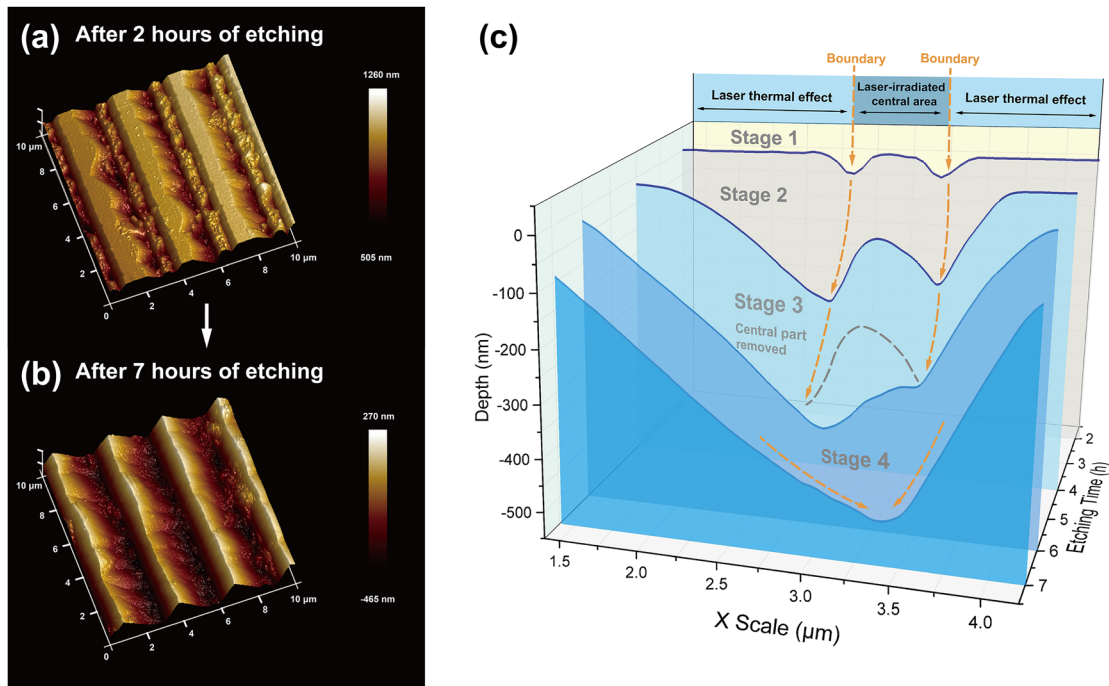 (a) After 2 hours of etching
1260 nm
505 nm
10 μm
8
6
4
2
0
2
4
6
8
10 μm
(b) After 7 hours of etching
270 nm
-465 nm
10 μm
8
6
4
2
0
2
4
6
8
10 μm
(c)
Boundary
Boundary
Laser thermal effect
Laser-irradiated
central area
Laser thermal effect
Stage 1
Stage 2
Stage 3
Central part
removed
Stage 4
Depth (nm)
0
-100
-200
-300
-400
-500
1.5
2.0
2.5
3.0
3.5
4.0
X Scale (μm)
2
3
4
5
6
7
Etching Time (h)